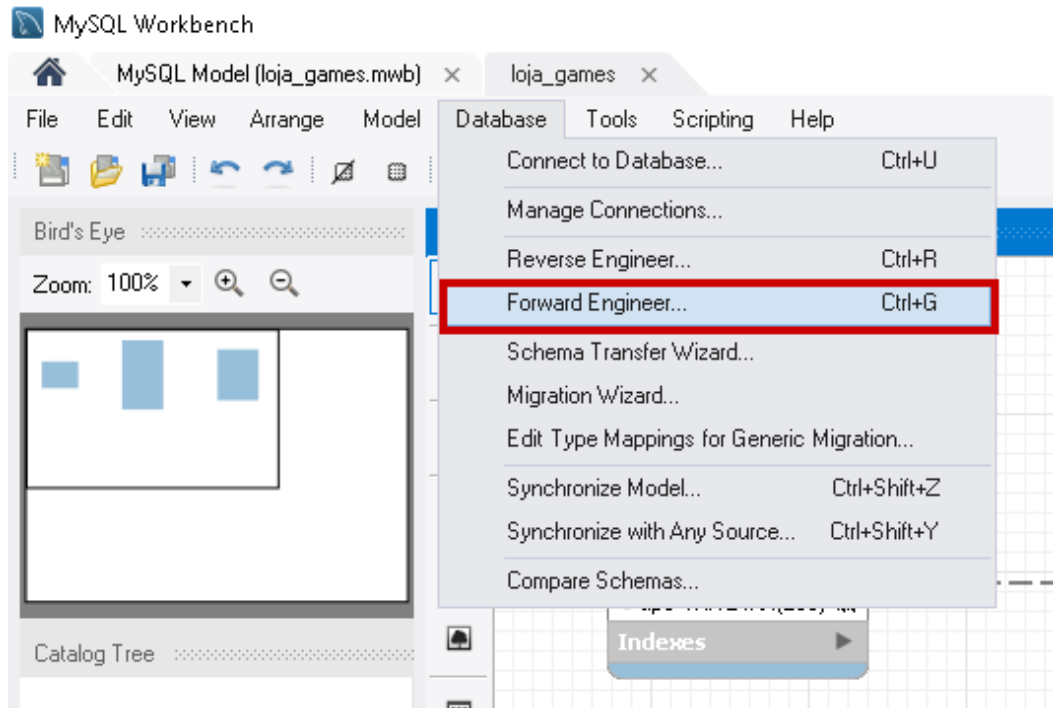 MySQL Workbench
MySQL Model (loja_games.mwb) × loja_games ×
File Edit View Arrange Model Database Tools Scripting Help
Connect to Database... Ctrl+U
Manage Connections...
Bird's Eye
Reverse Engineer... Ctrl+R
Zoom: 100%
Forward Engineer... Ctrl+G
Schema Transfer Wizard...
Migration Wizard...
Edit Type Mappings for Generic Migration...
Synchronize Model... Ctrl+Shift+Z
Synchronize with Any Source... Ctrl+Shift+Y
Compare Schemas...
Indexes
Catalog Tree